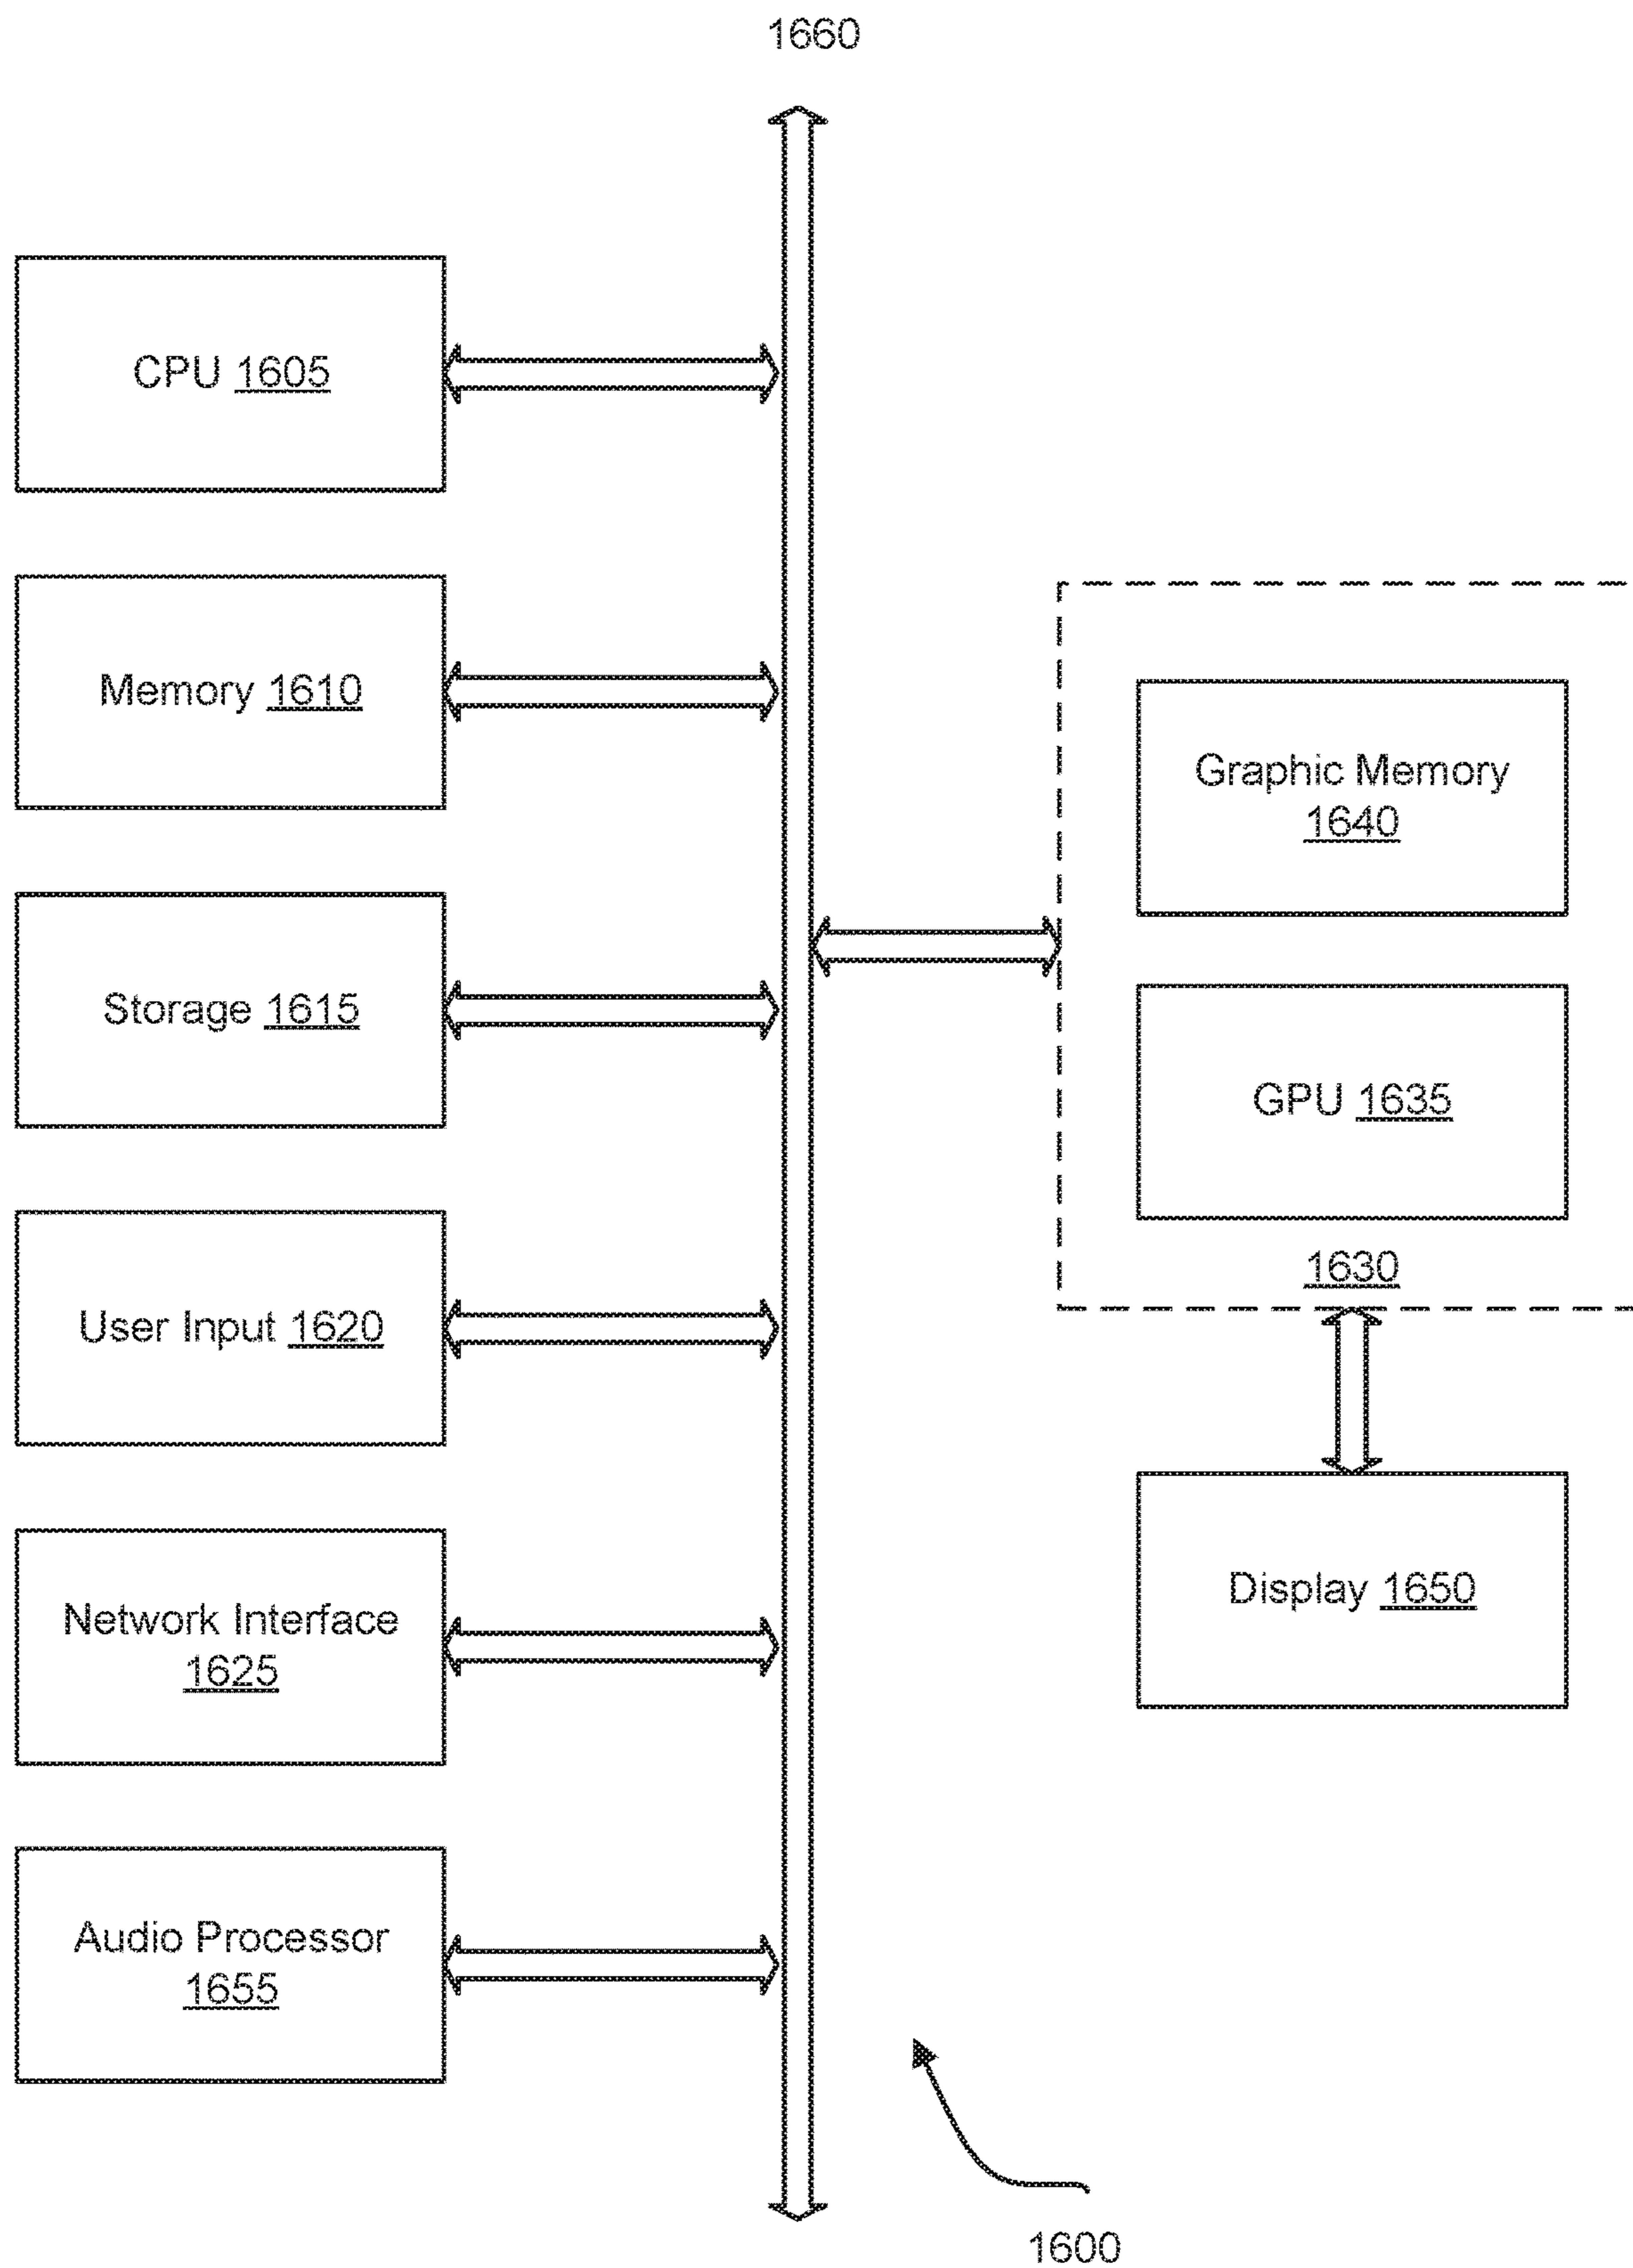 1660
CPU 1605
Memory 1610
Graphic Memory
1640
Storage 1615
GPU 1635
1630
User Input 1620
Network Interface
1625
Display 1650
Audio Processor
1655
1600